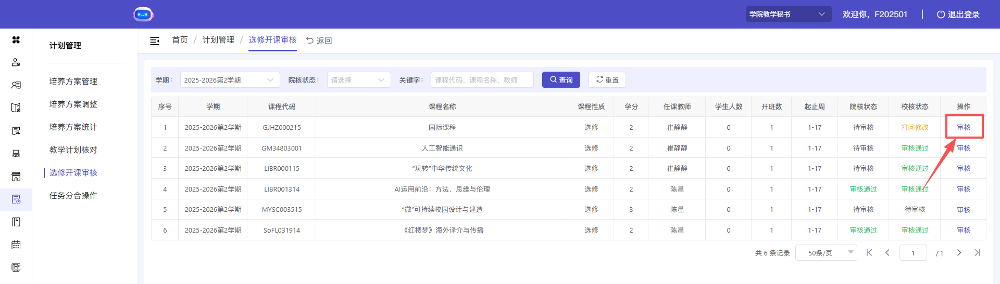 学院教学秘书 欢迎你，F202501 | 退出登录
计划管理
培养方案管理
培养方案调整
培养方案统计
教学计划核对
选修开课审核
任务分合操作
首页 / 计划管理 / 选修开课审核 返回
学期： 2025-2026第2学期 院核状态： 请选择 关键字： 课程代码、课程名称、教师 查询 重置
序号 学期 课程代码 课程名称 课程性质 学分 任课教师 学生人数 开班数 起止周 院核状态 校核状态 操作
1 2025-2026第2学期 GJHZ000215 国际课程 选修 2 崔静静 0 1 1-17 待审核 打回修改 审核
2 2025-2026第2学期 GM34803001 人工智能通识 选修 2 崔静静 0 1 1-17 待审核 审核通过 审核
3 2025-2026第2学期 LIBR000115 “玩转”中华传统文化 选修 2 崔静静 0 1 1-17 待审核 审核通过 审核
4 2025-2026第2学期 LIBR001314 AI运用前沿：方法、思维与伦理 选修 2 陈星 0 1 1-17 审核通过 审核通过 审核
5 2025-2026第2学期 MYSC003515 “微”可持续校园设计与建造 选修 3 陈星 0 1 1-17 待审核 待审核 审核
6 2025-2026第2学期 SoFL031914 《红楼梦》海外译介与传播 选修 2 陈星 0 1 1-17 审核通过 审核通过 审核
共 6 条记录 50条/页 1 / 1